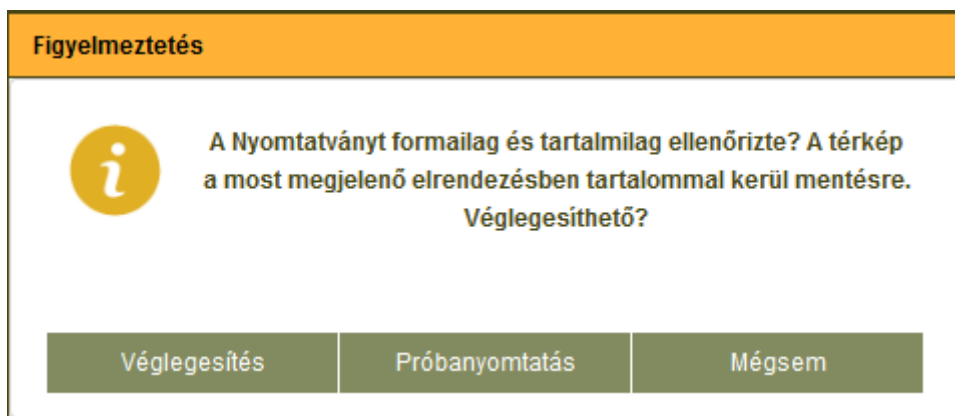 Figyelmeztetés
A Nyomtatványt formailag és tartalmilag ellenőrizte? A térkép
a most megjelenő elrendezésben tartalommal kerül mentésre.
Véglegesíthető?
Véglegesítés
Próbanyomtatás
Mégsem